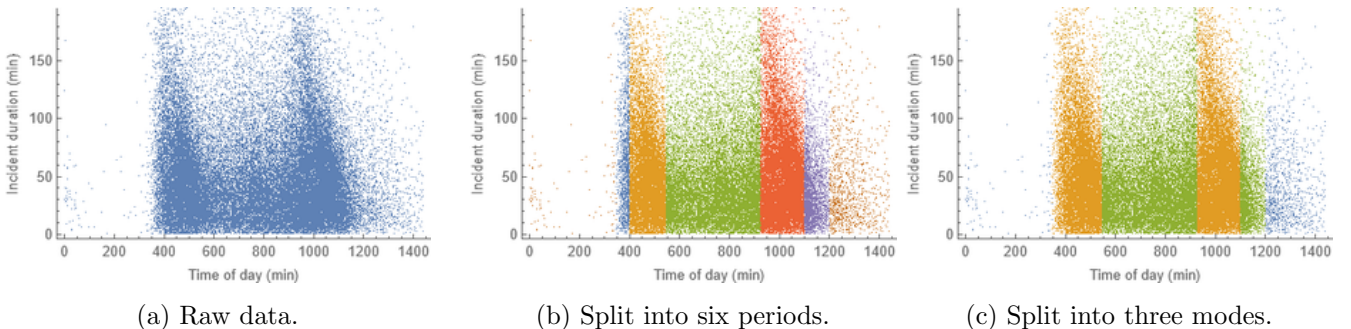 Incident duration (min)
150
100
50
0
0 200 400 600 800 1000 1200 1400
Time of day (min)
(a) Raw data.
Incident duration (min)
150
100
50
0
0 200 400 600 800 1000 1200 1400
Time of day (min)
(b) Split into six periods.
Incident duration (min)
150
100
50
0
0 200 400 600 800 1000 1200 1400
Time of day (min)
(c) Split into three modes.